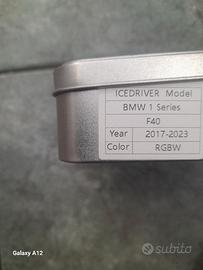 ICEDRIVER Model
BMW 1 Series
F40
Year 2017-2023
Color RGBW
Galaxy A12
subito